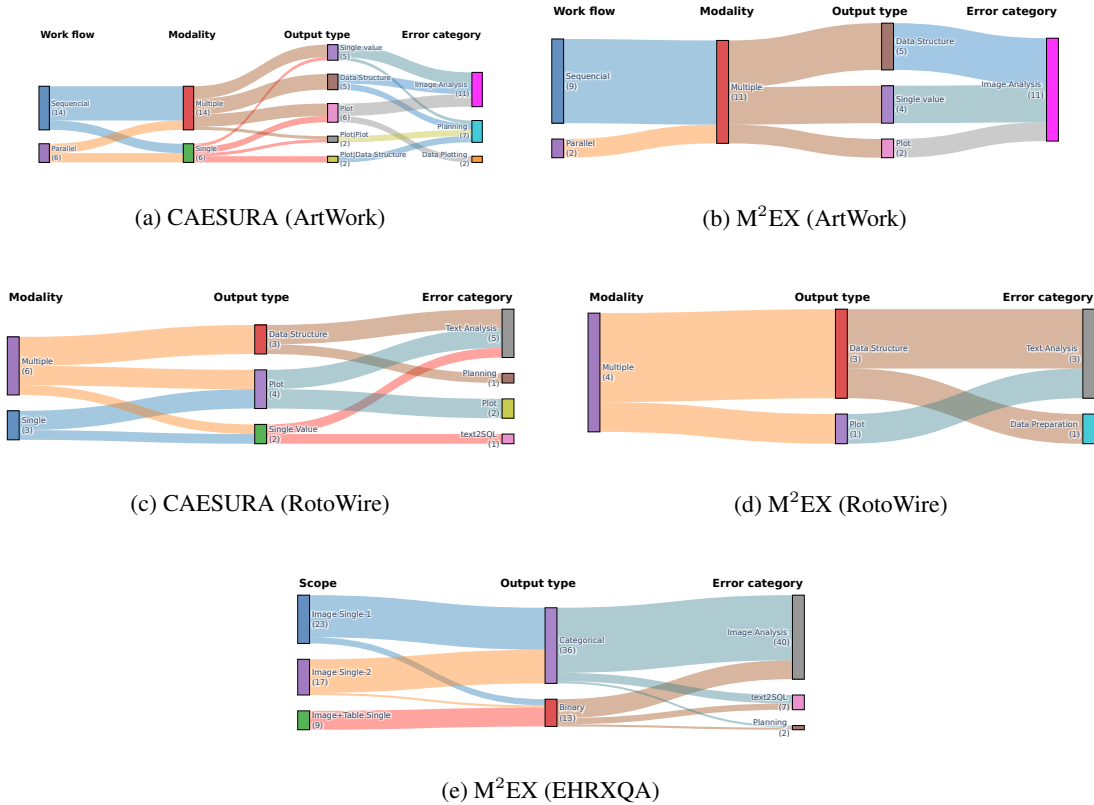 Work flow Modality Output type Error category
Sequencial
(14)
Parallel
(6)
Multiple
(14)
Single
(6)
Single value
(5)
Data Structure
(5)
Plot
(6)
Plot|Plot
(2)
Plot|Data Structure
(2)
Image Analysis
(11)
Planning
(7)
Data Plotting
(2)
(a) CAESURA (ArtWork)
Work flow Modality Output type Error category
Sequencial
(9)
Parallel
(2)
Multiple
(11)
Data Structure
(5)
Single value
(4)
Plot
(2)
Image Analysis
(11)
(b) M²EX (ArtWork)
Modality Output type Error category
Multiple
(6)
Single
(3)
Data Structure
(3)
Plot
(4)
Single Value
(2)
Text Analysis
(5)
Planning
(1)
Plot
(2)
text2SQL
(1)
(c) CAESURA (RotoWire)
Modality Output type Error category
Multiple
(4)
Data Structure
(3)
Plot
(1)
Text Analysis
(3)
Data Preparation
(1)
(d) M²EX (RotoWire)
Scope Output type Error category
Image Single-1
(23)
Image Single-2
(17)
Image+Table Single
(9)
Categorical
(36)
Binary
(13)
Image Analysis
(40)
text2SQL
(7)
Planning
(2)
(e) M²EX (EHRXQA)